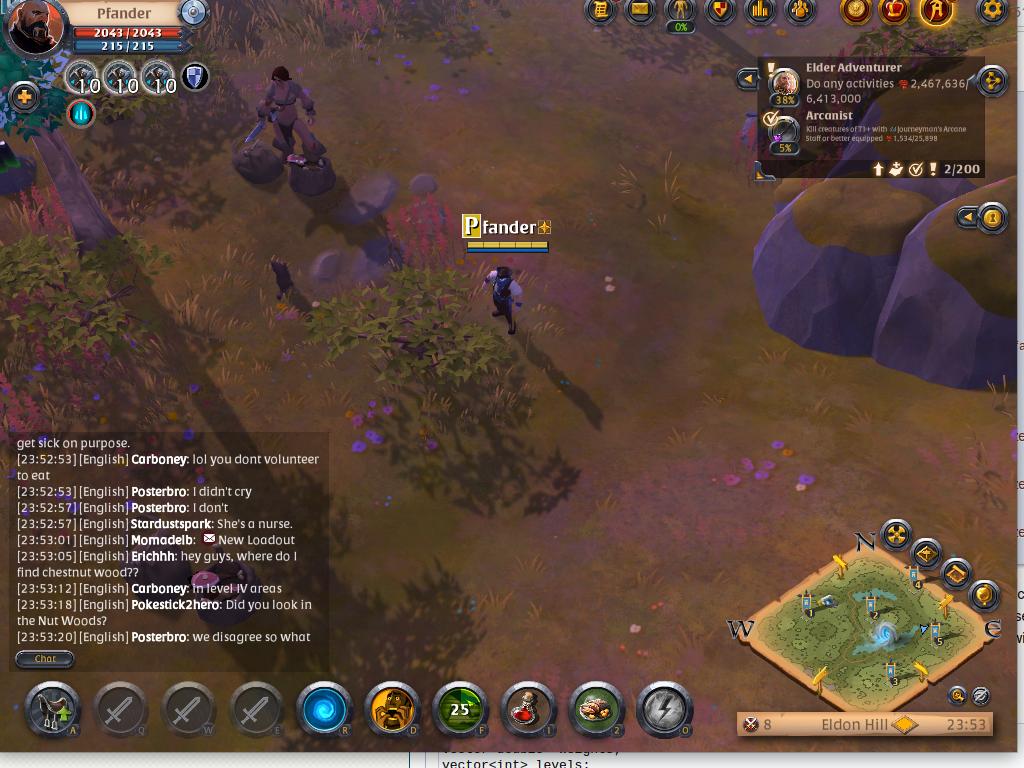 Pfander
2043/2043
215/215
10 10 10
0%
Elder Adventurer
Do any activities 2,467,636/
6,413,000
38%
Arcanist
Kill creatures of T3+ with Journeyman's Arcane
Staff or better equipped 1,534/25,898
5%
2/200
Pfander
get sick on purpose.
[23:52:53][English] Carboney: lol you dont volunteer
to eat
[23:52:53][English] Posterbro: I didn't cry
[23:52:57][English] Posterbro: I don't
[23:52:57][English] Stardustspark: She's a nurse.
[23:53:01][English] Momadelb: New Loadout
[23:53:05][English] Erichhh: hey guys, where do I
find chestnut wood??
[23:53:12][English] Carboney: in level IV areas
[23:53:18][English] Pokestick2hero: Did you look in
the Nut Woods?
[23:53:20][English] Posterbro: we disagree so what
Chat
N
W
E
1
2
3
4
5
A Q W E R D 25 F 1 2 O
8 Eldon Hill 23:53
vector<int> levels;